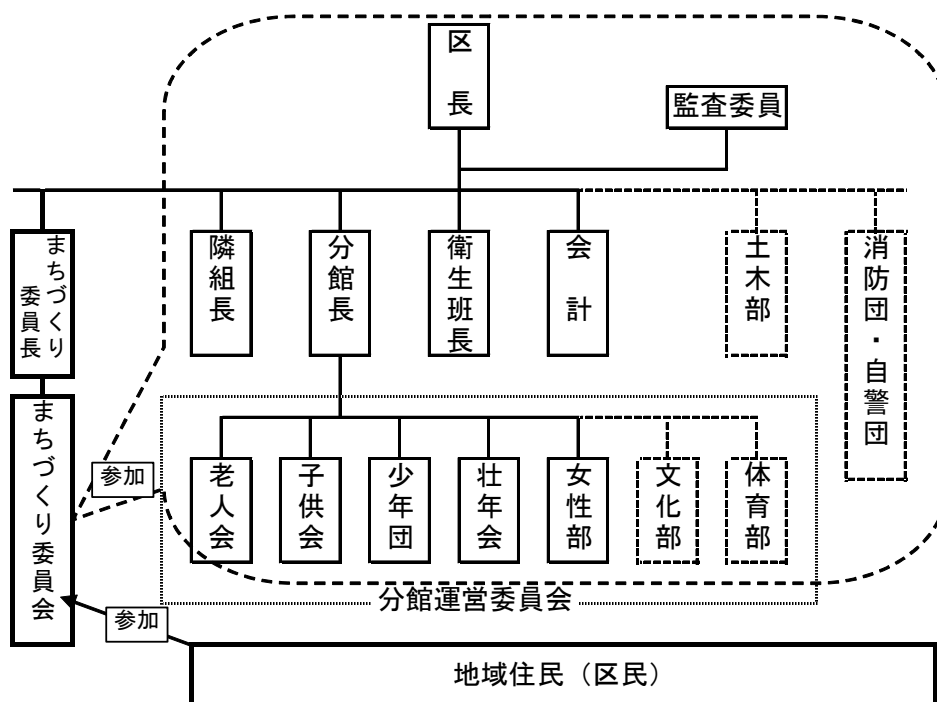 区長
監査委員
まちづくり
委員長
隣組長
分館長
衛生班長
会計
土木部
消防団・自警団
まちづくり委員会
参加
老人会
子供会
少年団
壮年会
女性部
文化部
体育部
分館運営委員会
参加
地域住民（区民）